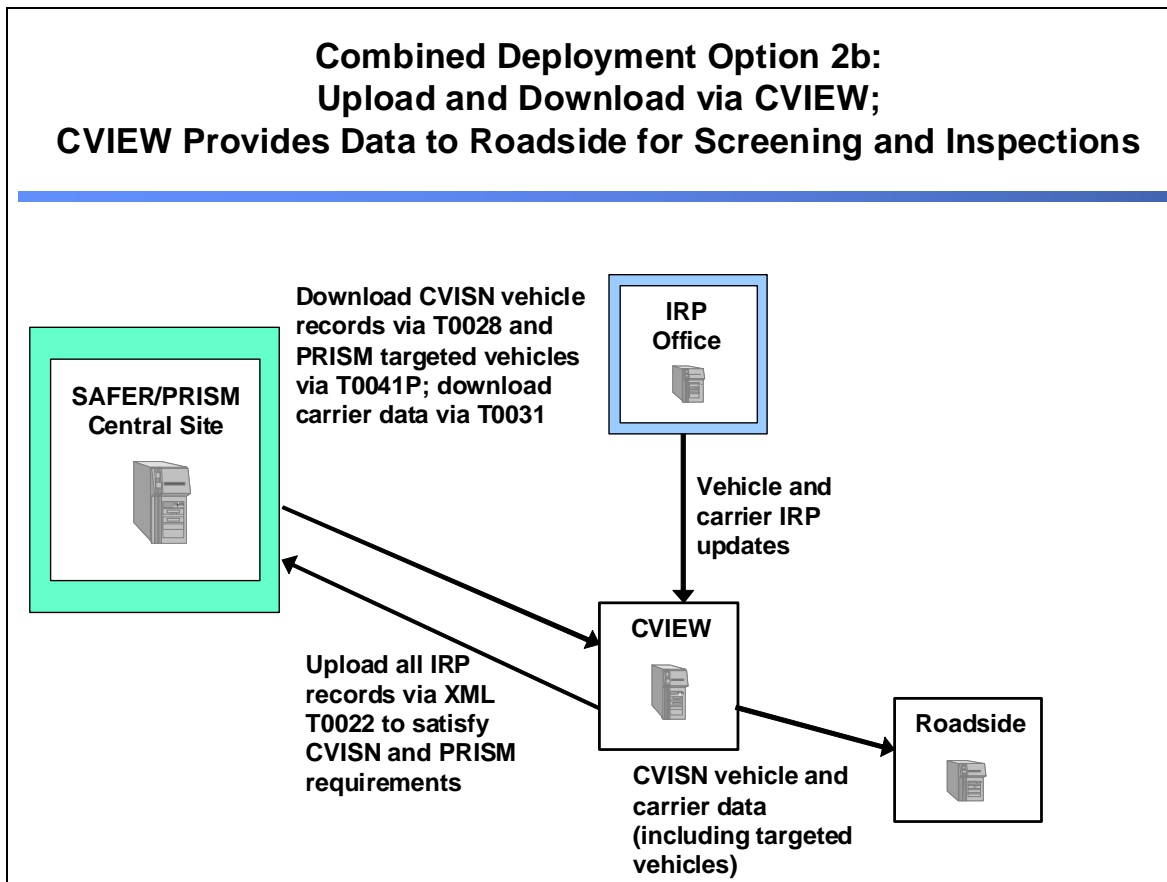 Combined Deployment Option 2b:
Upload and Download via CVIEW;
CVIEW Provides Data to Roadside for Screening and Inspections
Download CVISN vehicle
records via T0028 and
PRISM targeted vehicles
via T0041P; download
carrier data via T0031
IRP
Office
SAFER/PRISM
Central Site
Vehicle and
carrier IRP
updates
CVIEW
Upload all IRP
records via XML
T0022 to satisfy
CVISN and PRISM
requirements
Roadside
CVISN vehicle and
carrier data
(including targeted
vehicles)